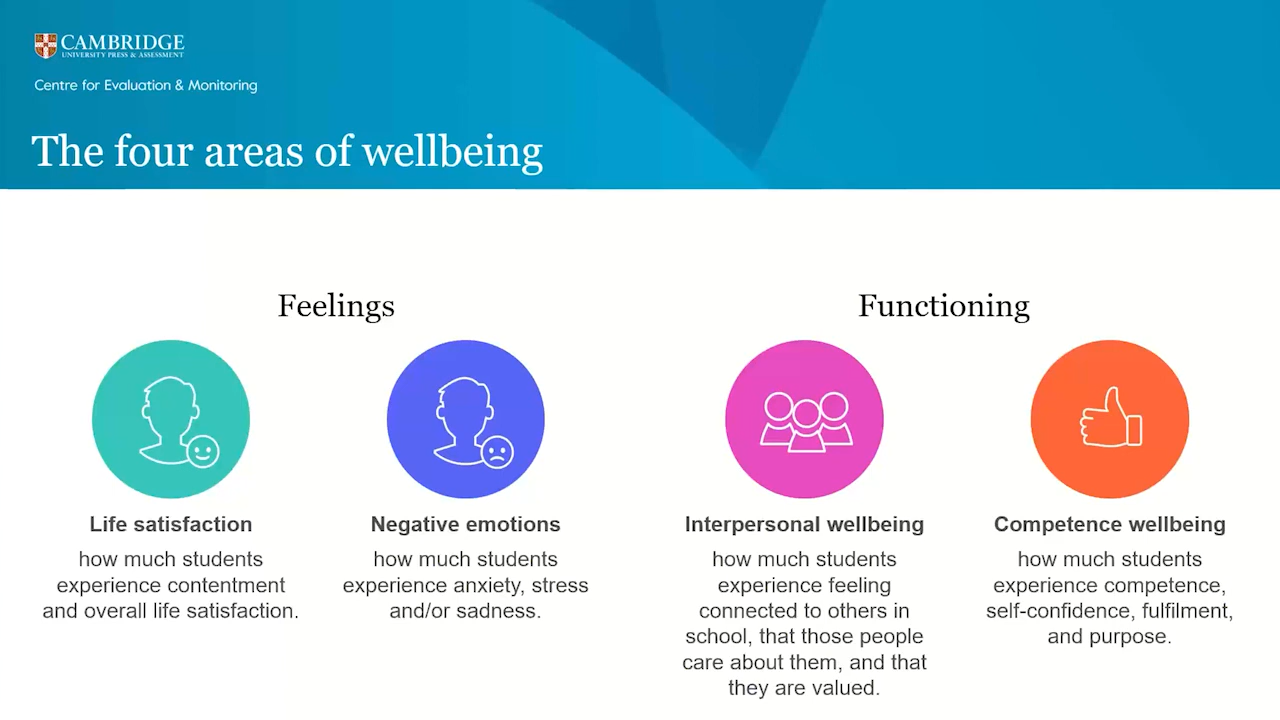 CAMBRIDGE
UNIVERSITY PRESS & ASSESSMENT
Centre for Evaluation & Monitoring
The four areas of wellbeing
Feelings
Life satisfaction
how much students
experience contentment
and overall life satisfaction.
Negative emotions
how much students
experience anxiety, stress
and/or sadness.
Functioning
Interpersonal wellbeing
how much students
experience feeling
connected to others in
school, that those people
care about them, and that
they are valued.
Competence wellbeing
how much students
experience competence,
self-confidence, fulfilment,
and purpose.